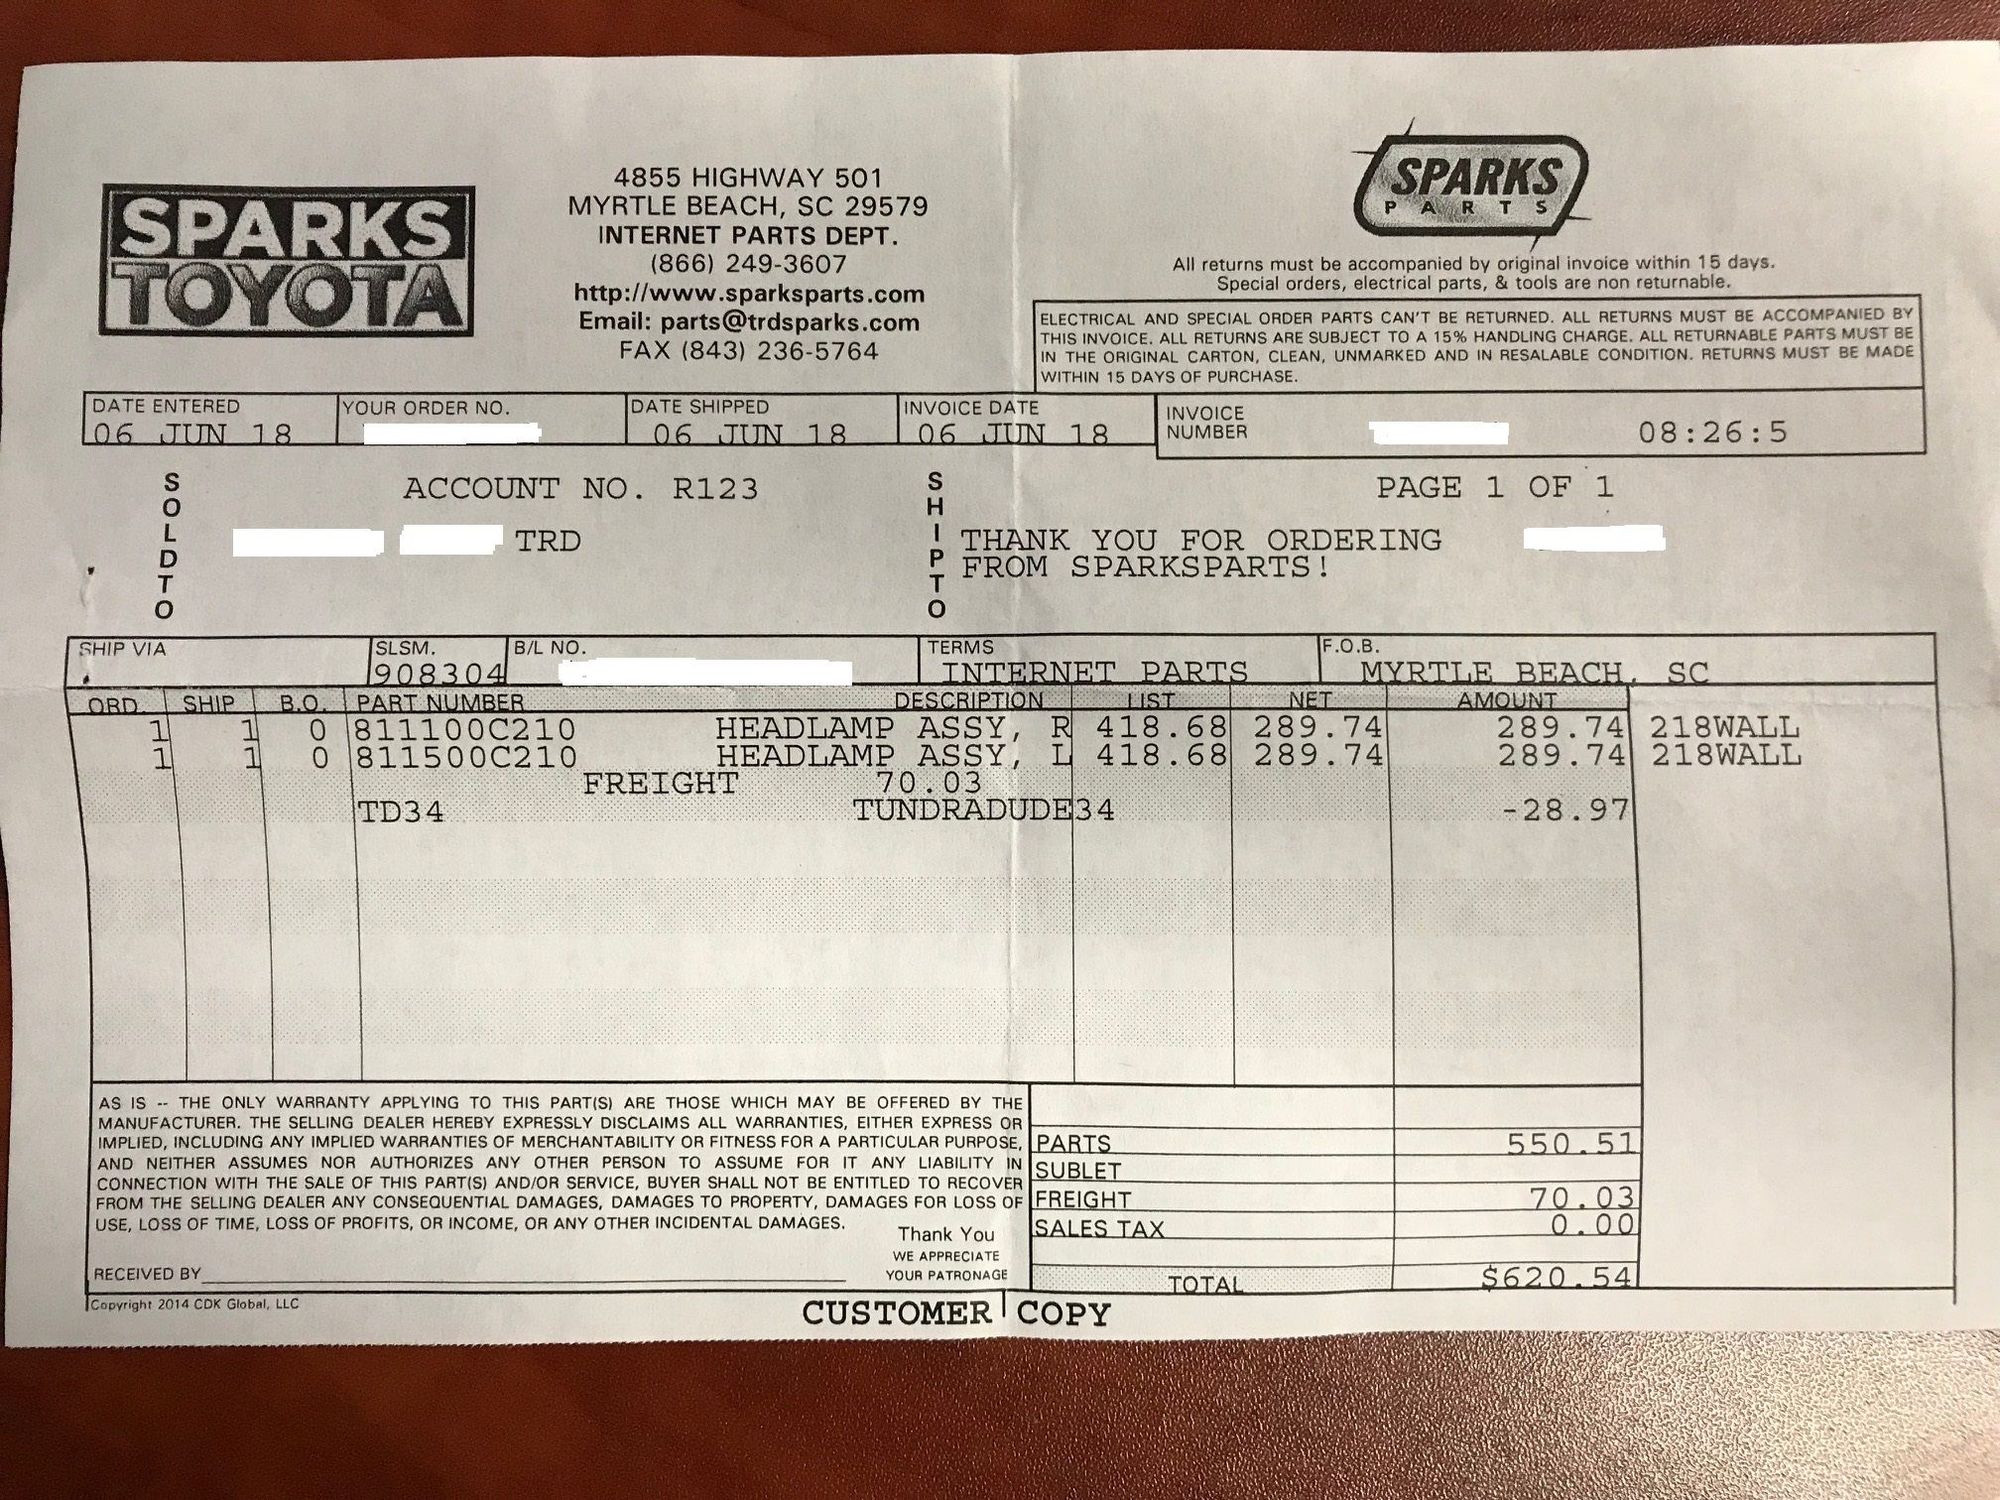 SPARKS
TOYOTA
4855 HIGHWAY 501
MYRTLE BEACH, SC 29579
INTERNET PARTS DEPT.
(866) 249-3607
http://www.sparksparts.com
Email: parts@trdsparks.com
FAX (843) 236-5764
SPARKS
PARTS
All returns must be accompanied by original invoice within 15 days.
Special orders, electrical parts, & tools are non returnable.
ELECTRICAL AND SPECIAL ORDER PARTS CAN'T BE RETURNED. ALL RETURNS MUST BE ACCOMPANIED BY
THIS INVOICE. ALL RETURNS ARE SUBJECT TO A 15% HANDLING CHARGE. ALL RETURNABLE PARTS MUST BE
IN THE ORIGINAL CARTON, CLEAN, UNMARKED AND IN RESALABLE CONDITION. RETURNS MUST BE MADE
WITHIN 15 DAYS OF PURCHASE.
DATE ENTERED YOUR ORDER NO. DATE SHIPPED INVOICE DATE INVOICE NUMBER
06 JUN 18 06 JUN 18 06 JUN 18 08:26:5
SOLD TO
ACCOUNT NO. R123
TRD
SHIP TO
PAGE 1 OF 1
THANK YOU FOR ORDERING
FROM SPARKSPARTS!
SHIP VIA SLSM. B/L NO. TERMS F.O.B.
908304 INTERNET PARTS MYRTLE BEACH, SC
ORD. SHIP B.O. PART NUMBER DESCRIPTION LIST NET AMOUNT
1 1 0 811100C210 HEADLAMP ASSY, R 418.68 289.74 289.74 218WALL
1 1 0 811500C210 HEADLAMP ASSY, L 418.68 289.74 289.74 218WALL
FREIGHT 70.03
TD34 TUNDRADUDE34 -28.97
AS IS -- THE ONLY WARRANTY APPLYING TO THIS PART(S) ARE THOSE WHICH MAY BE OFFERED BY THE
MANUFACTURER. THE SELLING DEALER HEREBY EXPRESSLY DISCLAIMS ALL WARRANTIES, EITHER EXPRESS OR
IMPLIED, INCLUDING ANY IMPLIED WARRANTIES OF MERCHANTABILITY OR FITNESS FOR A PARTICULAR PURPOSE,
AND NEITHER ASSUMES NOR AUTHORIZES ANY OTHER PERSON TO ASSUME FOR IT ANY LIABILITY IN
CONNECTION WITH THE SALE OF THIS PART(S) AND/OR SERVICE, BUYER SHALL NOT BE ENTITLED TO RECOVER
FROM THE SELLING DEALER ANY CONSEQUENTIAL DAMAGES, DAMAGES TO PROPERTY, DAMAGES FOR LOSS OF
USE, LOSS OF TIME, LOSS OF PROFITS, OR INCOME, OR ANY OTHER INCIDENTAL DAMAGES.
Thank You
WE APPRECIATE
YOUR PATRONAGE
RECEIVED BY
PARTS 550.51
SUBLET
FREIGHT 70.03
SALES TAX 0.00
TOTAL $620.54
Copyright 2014 CDK Global, LLC
CUSTOMER COPY